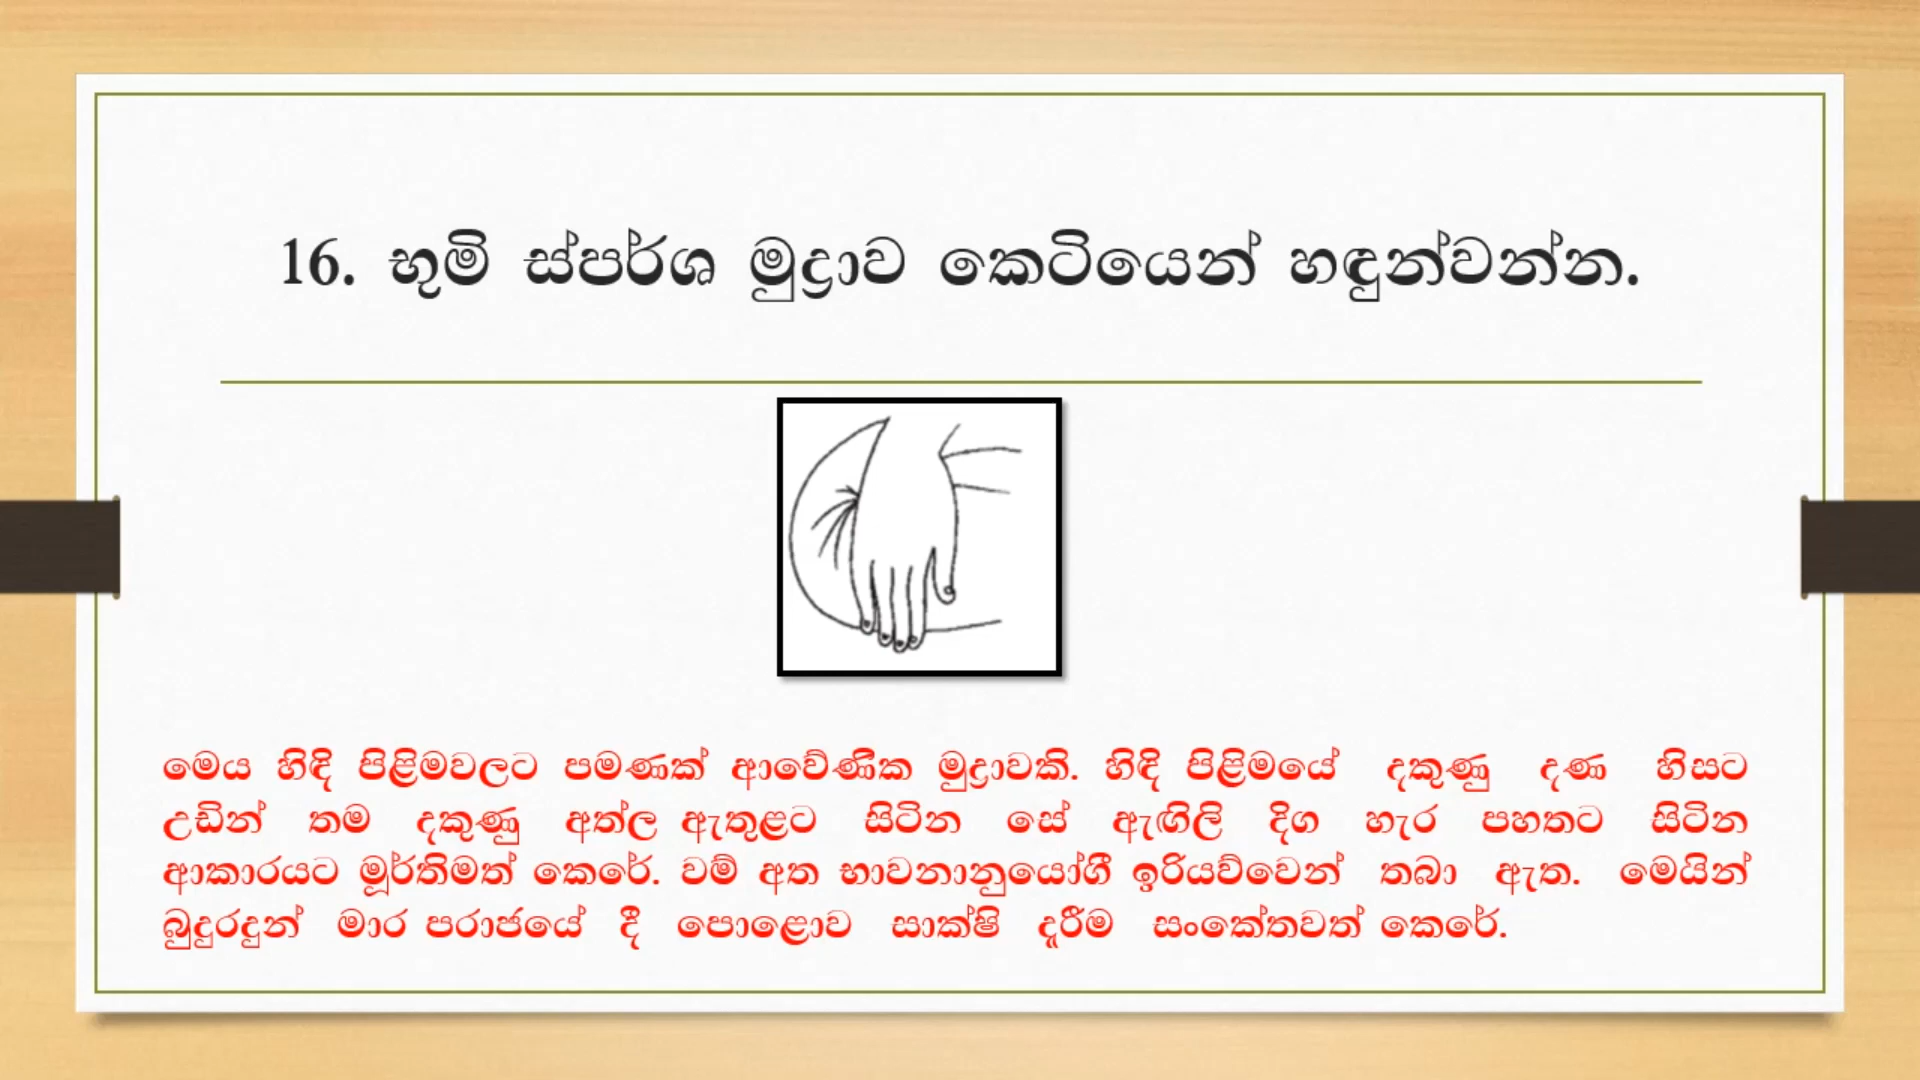 16. භූමි ස්පර්ශ මුද්‍රාව කෙටියෙන් හඳුන්වන්න.
මෙය හිඳි පිළිමවලට පමණක් ආවේණික මුද්‍රාවකි. හිඳි පිළිමයේ දකුණු දණ හිසට
උඩින් තම දකුණු අත්ල ඇතුළට සිටින සේ ඇඟිලි දිග හැර පහතට සිටින
ආකාරයට මූර්තිමත් කෙරේ. වම් අත භාවනානුයෝගී ඉරියව්වෙන් තබා ඇත. මෙයින්
බුදුරදුන් මාර පරාජයේ දී පොළොව සාක්ෂි දැරීම සංකේතවත් කෙරේ.